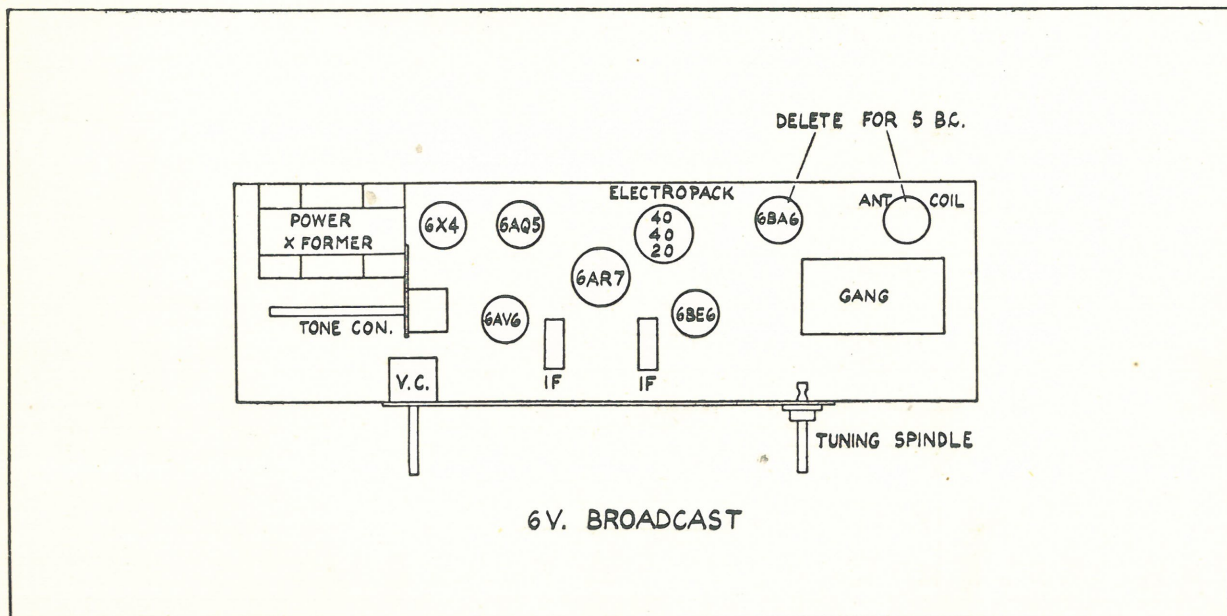 DELETE FOR 5 B.C.
ELECTROPACK
POWER
X FORMER
6X4
6AQ5
40
40
20
6BA6
ANT COIL
6AR7
GANG
TONE CON.
6AV6
6BE6
V.C.
IF
IF
TUNING SPINDLE
6V. BROADCAST